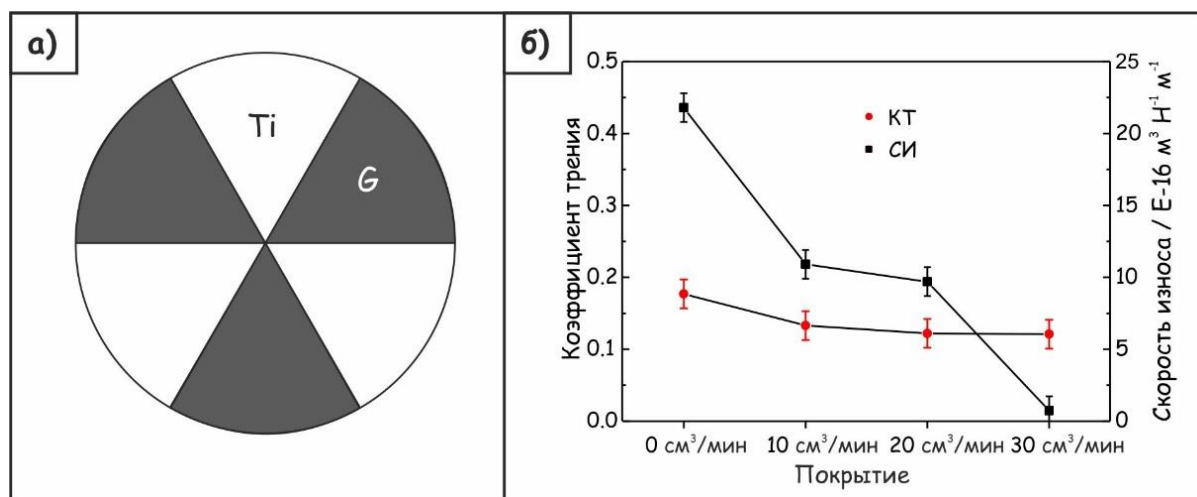 а)
Ti
G
б)
Коэффициент трения
0.5
0.4
0.3
0.2
0.1
0.0
КТ
СИ
25
20
15
10
5
0
Скорость износа / E-16 м³ Н⁻¹ м⁻¹
0 см³/мин 10 см³/мин 20 см³/мин 30 см³/мин
Покрытие